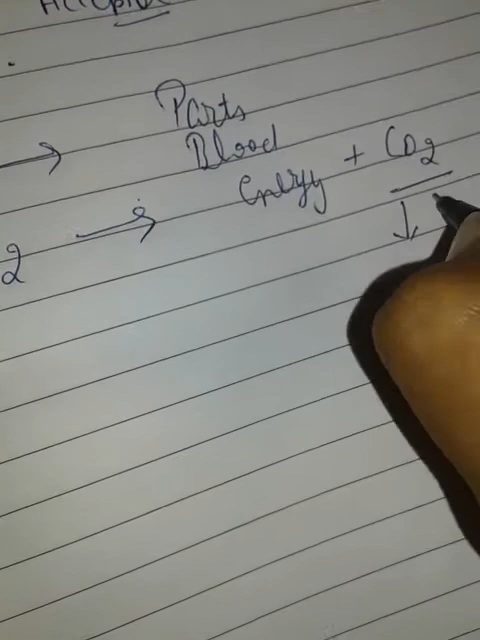 → Parts
Blood
2 → Energy + CO2
↓